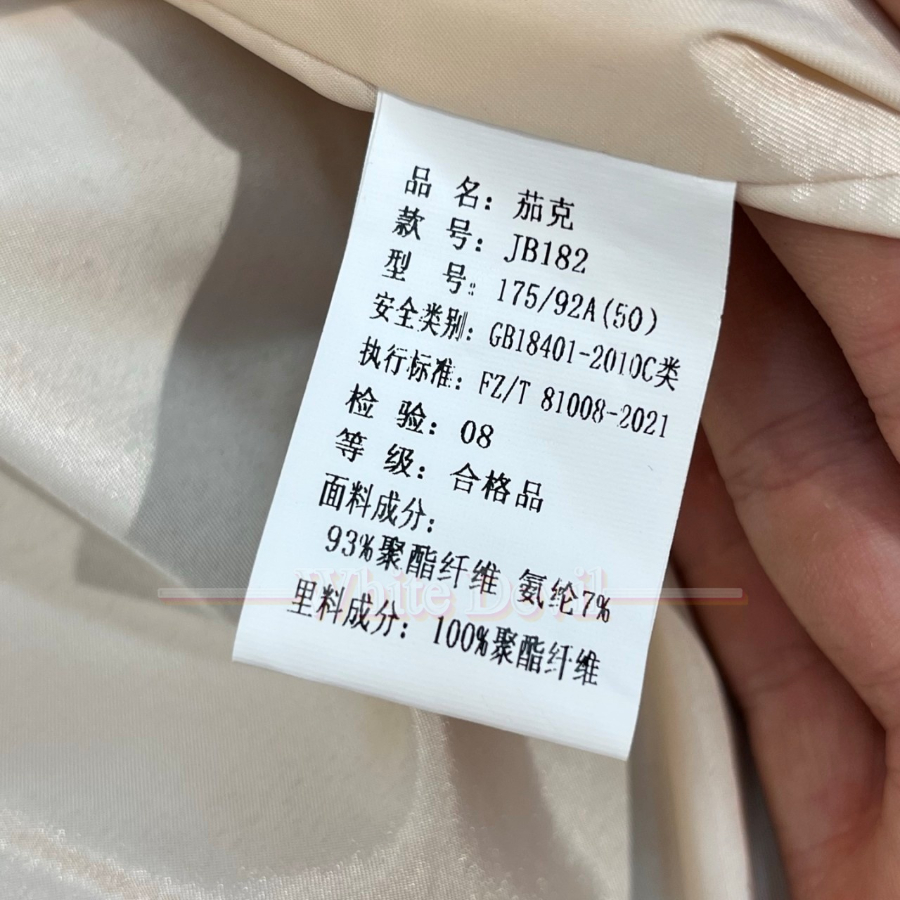 品 名: 茄克
款 号: JB182
型 号: 175/92A(50)
安全类别: GB18401-2010C类
执行标准: FZ/T 81008-2021
检 验: 08
等 级: 合格品
面料成分:
93%聚酯纤维 氨纶7%
White Devil
里料成分: 100%聚酯纤维